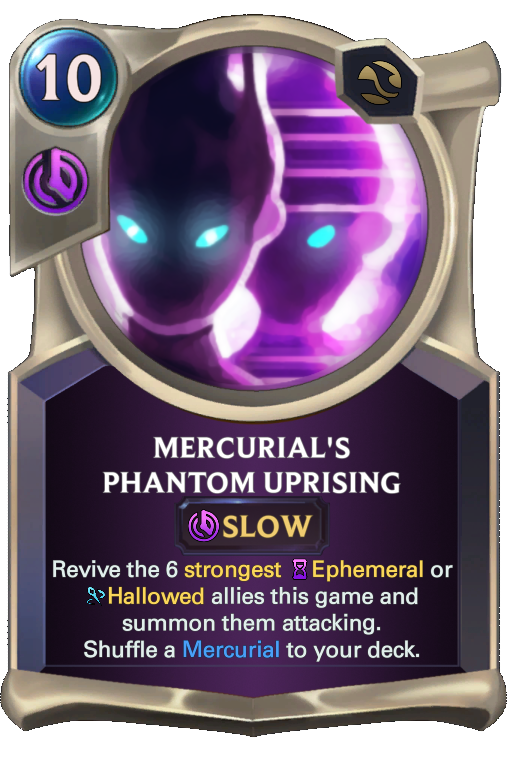 10
MERCURIAL'S
PHANTOM UPRISING
SLOW
Revive the 6 strongest Ephemeral or
Hallowed allies this game and
summon them attacking.
Shuffle a Mercurial to your deck.